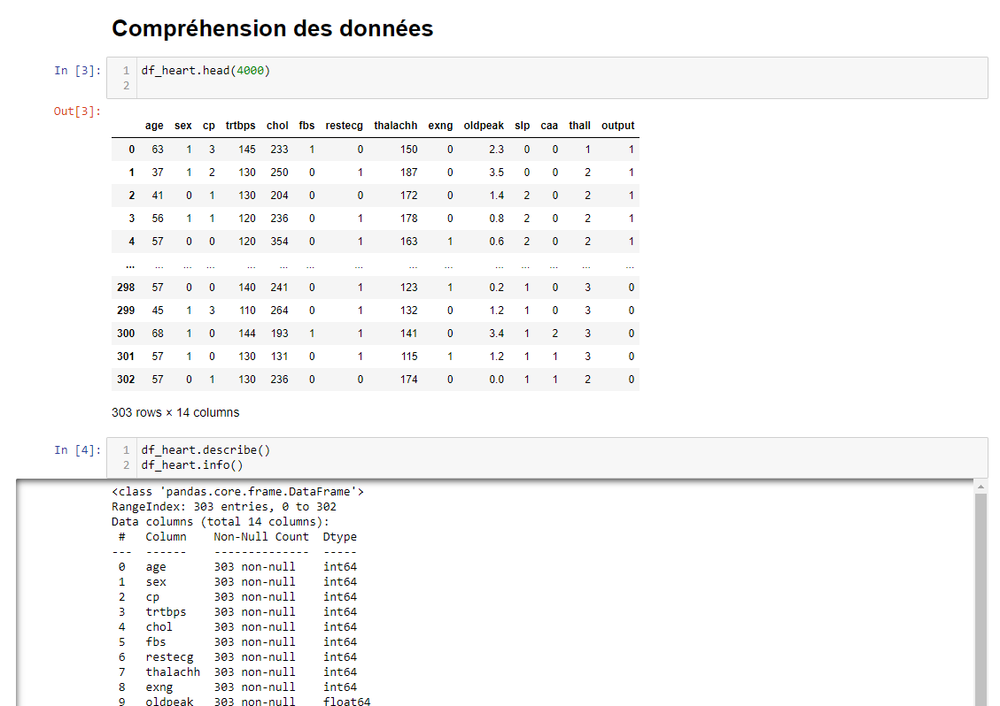 Compréhension des données
In [3]: 1 df_heart.head(4000)
2
Out[3]:
age sex cp trtbps chol fbs restecg thalachh exng oldpeak slp caa thall output
0 63 1 3 145 233 1 0 150 0 2.3 0 0 1 1
1 37 1 2 130 250 0 1 187 0 3.5 0 0 2 1
2 41 0 1 130 204 0 0 172 0 1.4 2 0 2 1
3 56 1 1 120 236 0 1 178 0 0.8 2 0 2 1
4 57 0 0 120 354 0 1 163 1 0.6 2 0 2 1
... ... ... ... ... ... ... ... ... ... ... ... ... ... ...
298 57 0 0 140 241 0 1 123 1 0.2 1 0 3 0
299 45 1 3 110 264 0 1 132 0 1.2 1 0 3 0
300 68 1 0 144 193 1 1 141 0 3.4 1 2 3 0
301 57 1 0 130 131 0 1 115 1 1.2 1 1 3 0
302 57 0 1 130 236 0 0 174 0 0.0 1 1 2 0
303 rows × 14 columns
In [4]: 1 df_heart.describe()
2 df_heart.info()
<class 'pandas.core.frame.DataFrame'>
RangeIndex: 303 entries, 0 to 302
Data columns (total 14 columns):
# Column Non-Null Count Dtype
--- ------ -------------- -----
0 age 303 non-null int64
1 sex 303 non-null int64
2 cp 303 non-null int64
3 trtbps 303 non-null int64
4 chol 303 non-null int64
5 fbs 303 non-null int64
6 restecg 303 non-null int64
7 thalachh 303 non-null int64
8 exng 303 non-null int64
9 oldpeak 303 non-null float64